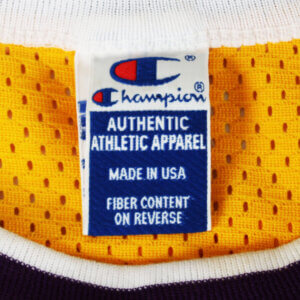 Champion®
AUTHENTIC
ATHLETIC APPAREL
MADE IN USA
FIBER CONTENT
ON REVERSE